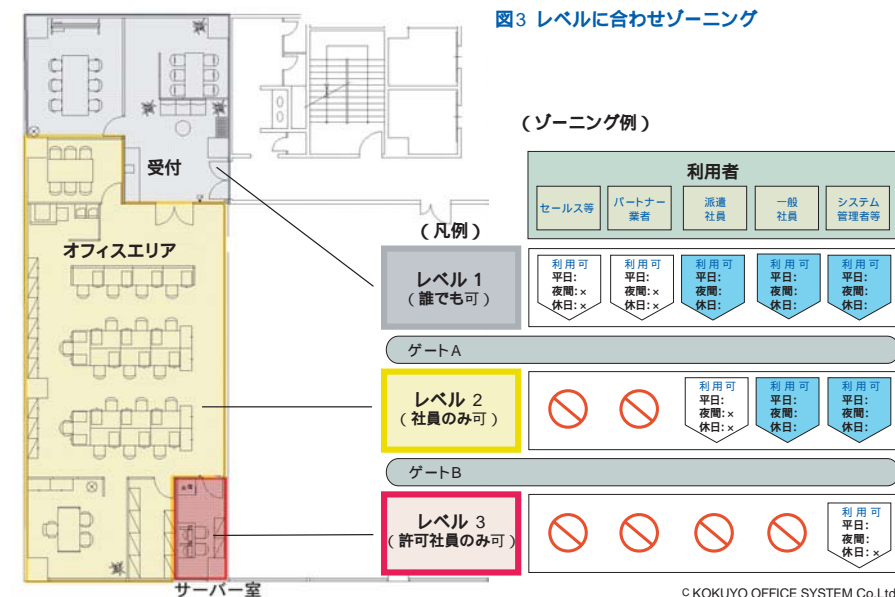 図3 レベルに合わせゾーニング
（ゾーニング例）
利用者
セールス等
パートナー
業者
派遣
社員
一般
社員
システム
管理者等
受付
オフィスエリア
サーバー室
（凡例）
レベル 1
（誰でも可）
利用可
平日:
夜間:×
休日:×
利用可
平日:
夜間:×
休日:×
利用可
平日:
夜間:
休日:
利用可
平日:
夜間:
休日:
利用可
平日:
夜間:
休日:
ゲートA
レベル 2
（社員のみ可）
利用可
平日:
夜間:×
休日:×
利用可
平日:
夜間:
休日:
利用可
平日:
夜間:
休日:
ゲートB
レベル 3
（許可社員のみ可）
利用可
平日:
夜間:
休日:×
C KOKUYO OFFICE SYSTEM Co.Ltd